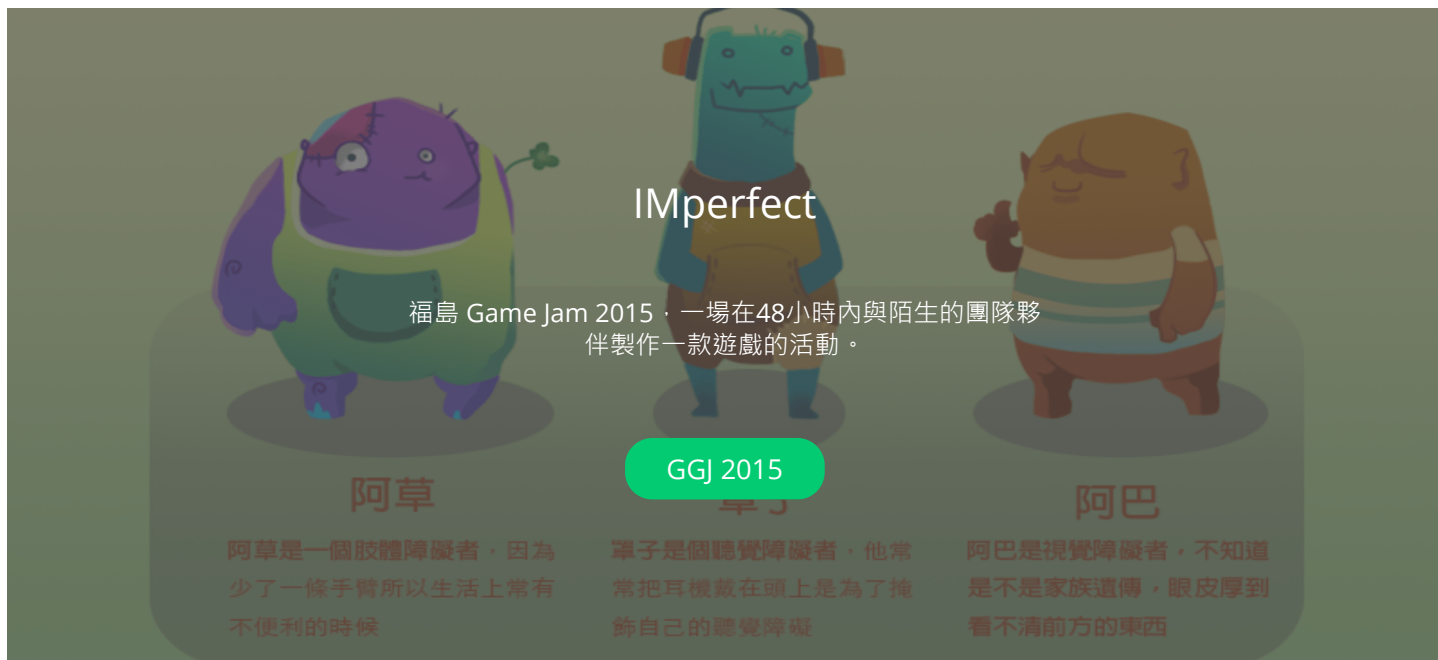 IMperfect
福島 Game Jam 2015，一場在48小時內與陌生的團隊夥
伴製作一款遊戲的活動。
GGJ 2015
阿草
罩子
阿巴
阿草是一個肢體障礙者，因為
少了一條手臂所以生活上常有
不便利的時候
罩子是個聽覺障礙者，他常
常把耳機戴在頭上是為了掩
飾自己的聽覺障礙
阿巴是視覺障礙者，不知道
是不是家族遺傳，眼皮厚到
看不清前方的東西